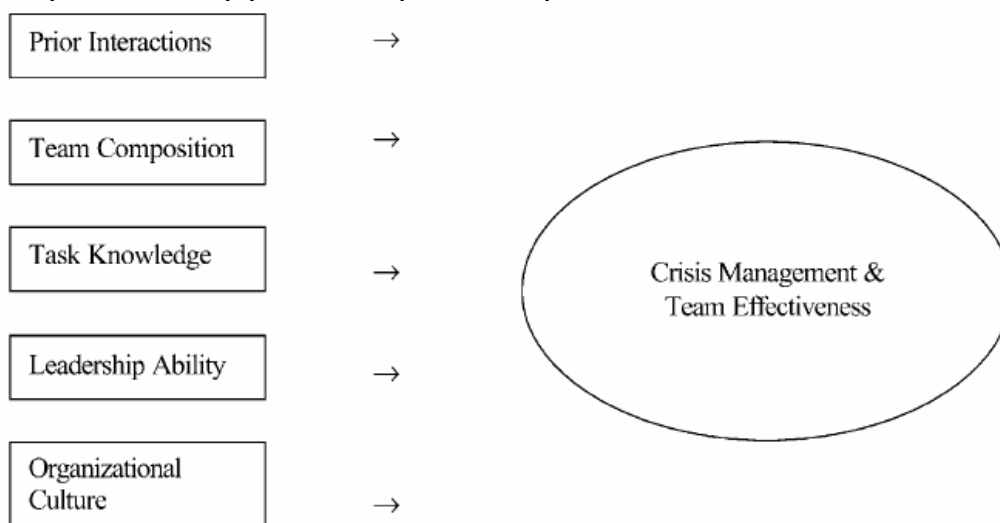 Prior Interactions →
Team Composition →
Task Knowledge →
Crisis Management &
Team Effectiveness
Leadership Ability →
Organizational
Culture →